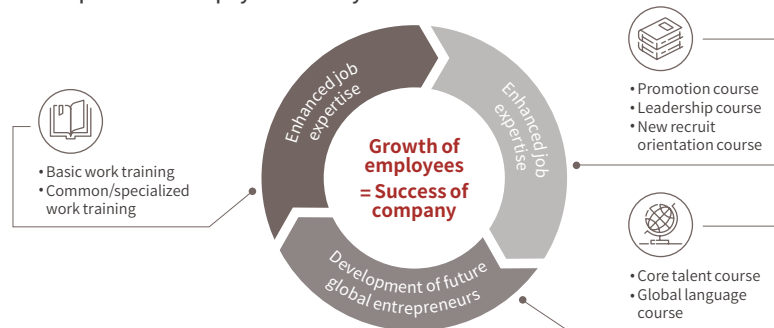 Enhanced job
expertise
Enhanced job
expertise
Development of future
global entrepreneurs
Growth of
employees
= Success of
company
• Basic work training
• Common/specialized
work training
• Promotion course
• Leadership course
• New recruit
orientation course
• Core talent course
• Global language
course